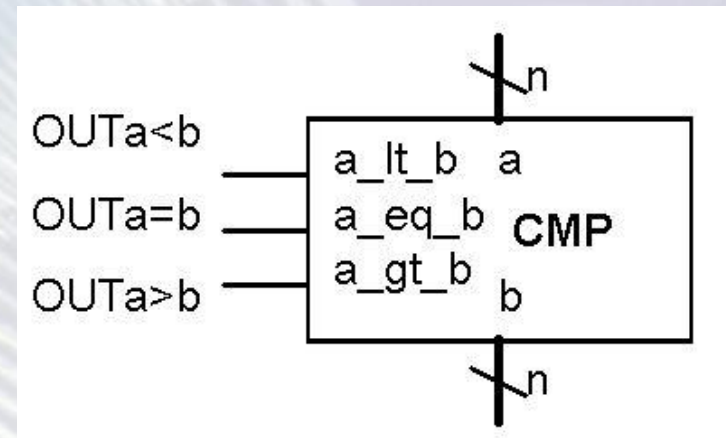 n
OUTa<b
a_lt_b a
OUTa=b
a_eq_b CMP
OUTa>b
a_gt_b
b
n